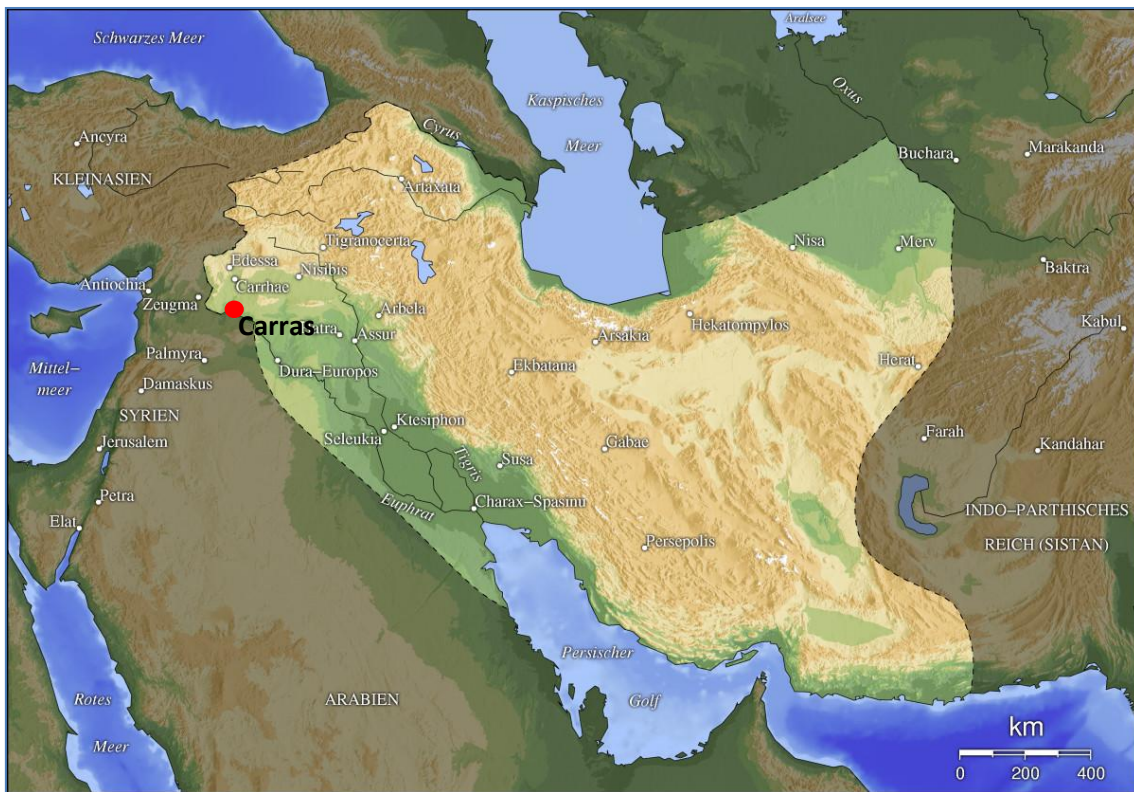 Aralsee
Schwarzes Meer
Oxus
Kaspisches
Meer
Cyrus
Ancyra
Buchara
Marakanda
KLEINASIEN
Artaxata
Tigranocerta
Nisa
Merv
Edessa
Nisibis
Baktra
Antiochia
Carrhae
Zeugma
Arbela
Hekatompylos
Kabul
Carras
atra
Assur
Arsakia
Palmyra
Mittel-
meer
Dura-Europos
Ekbatana
Herat
Damaskus
SYRIEN
Ktesiphon
Seleukia
Jerusalem
Gabae
Farah
Kandahar
Tigris
Susa
Petra
Euphrat
Charax-Spasinu
Elat
INDO-PARTHISCHES
REICH (SISTAN)
Persepolis
Persischer
Golf
Rotes
Meer
ARABIEN
km
0 200 400